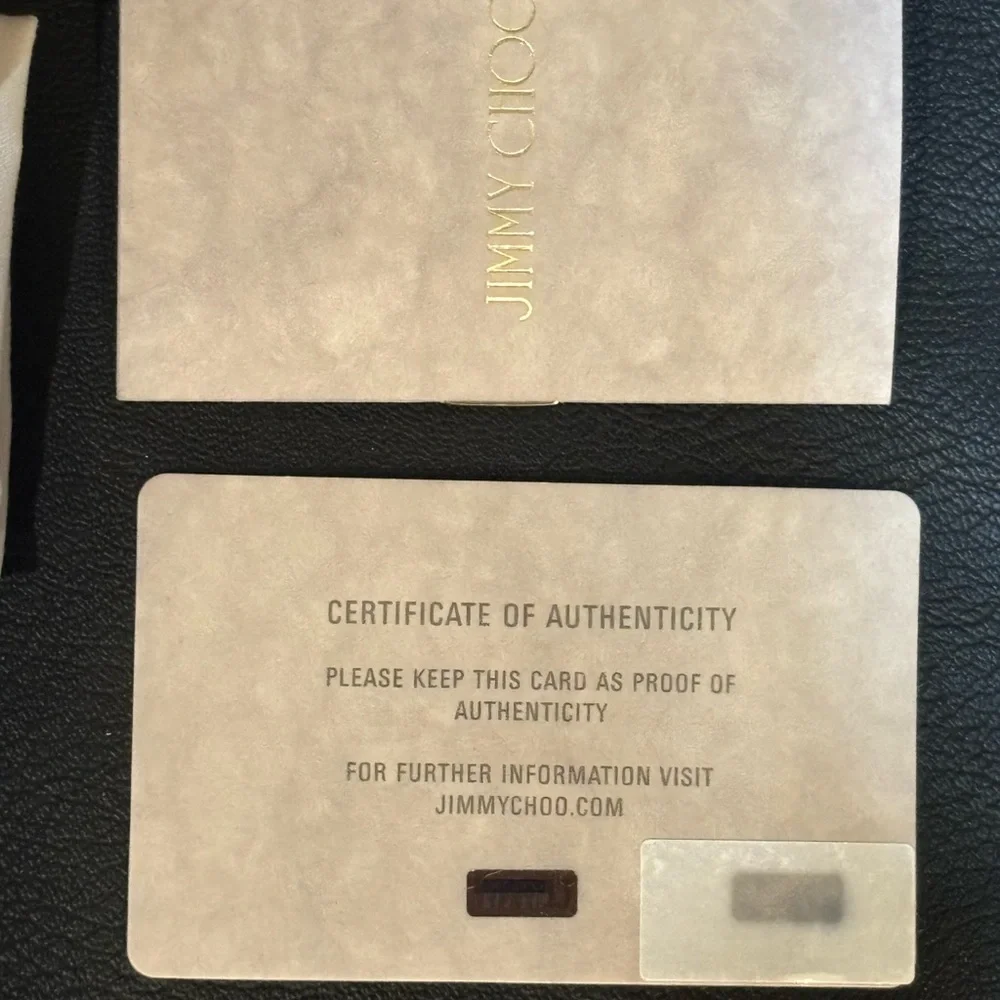 JIMMY CHOO
CERTIFICATE OF AUTHENTICITY
PLEASE KEEP THIS CARD AS PROOF OF
AUTHENTICITY
FOR FURTHER INFORMATION VISIT
JIMMYCHOO.COM